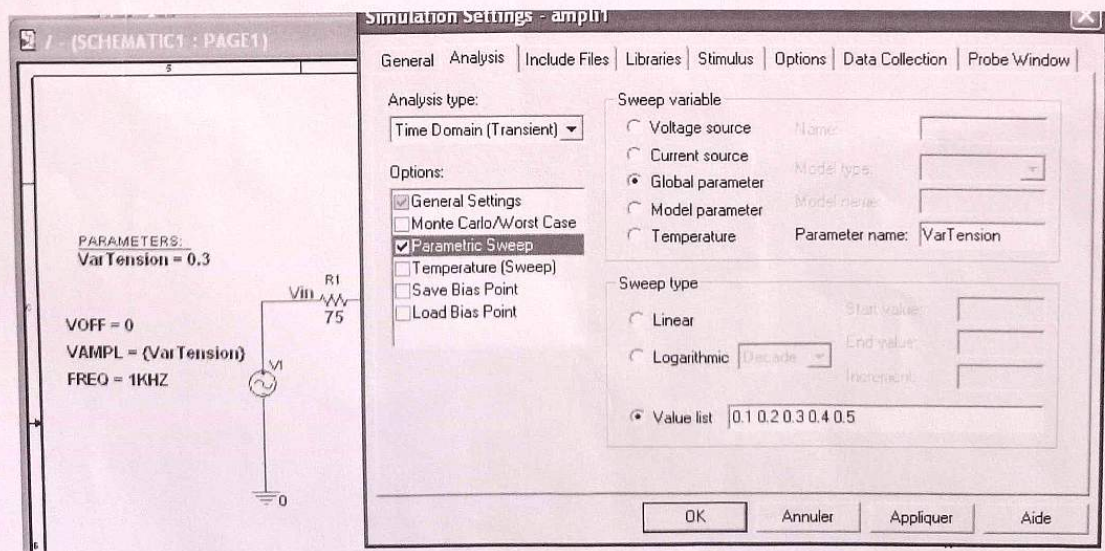 / - (SCHEMATIC1 : PAGE1)
5
PARAMETERS:
VarTension = 0.3
Vin
R1
75
VOFF = 0
VAMPL = {VarTension}
FREQ = 1KHZ
V1
0
Simulation Settings - ampli1
General
Analysis
Include Files
Libraries
Stimulus
Options
Data Collection
Probe Window
Analysis type:
Time Domain (Transient)
Options:
General Settings
Monte Carlo/Worst Case
Parametric Sweep
Temperature (Sweep)
Save Bias Point
Load Bias Point
Sweep variable
Voltage source
Name:
Current source
Model type:
Global parameter
Model name:
Model parameter
Temperature
Parameter name:
VarTension
Sweep type
Linear
Start value:
End value:
Logarithmic
Decade
Increment:
Value list
0.1 0.2 0.3 0.4 0.5
OK
Annuler
Appliquer
Aide